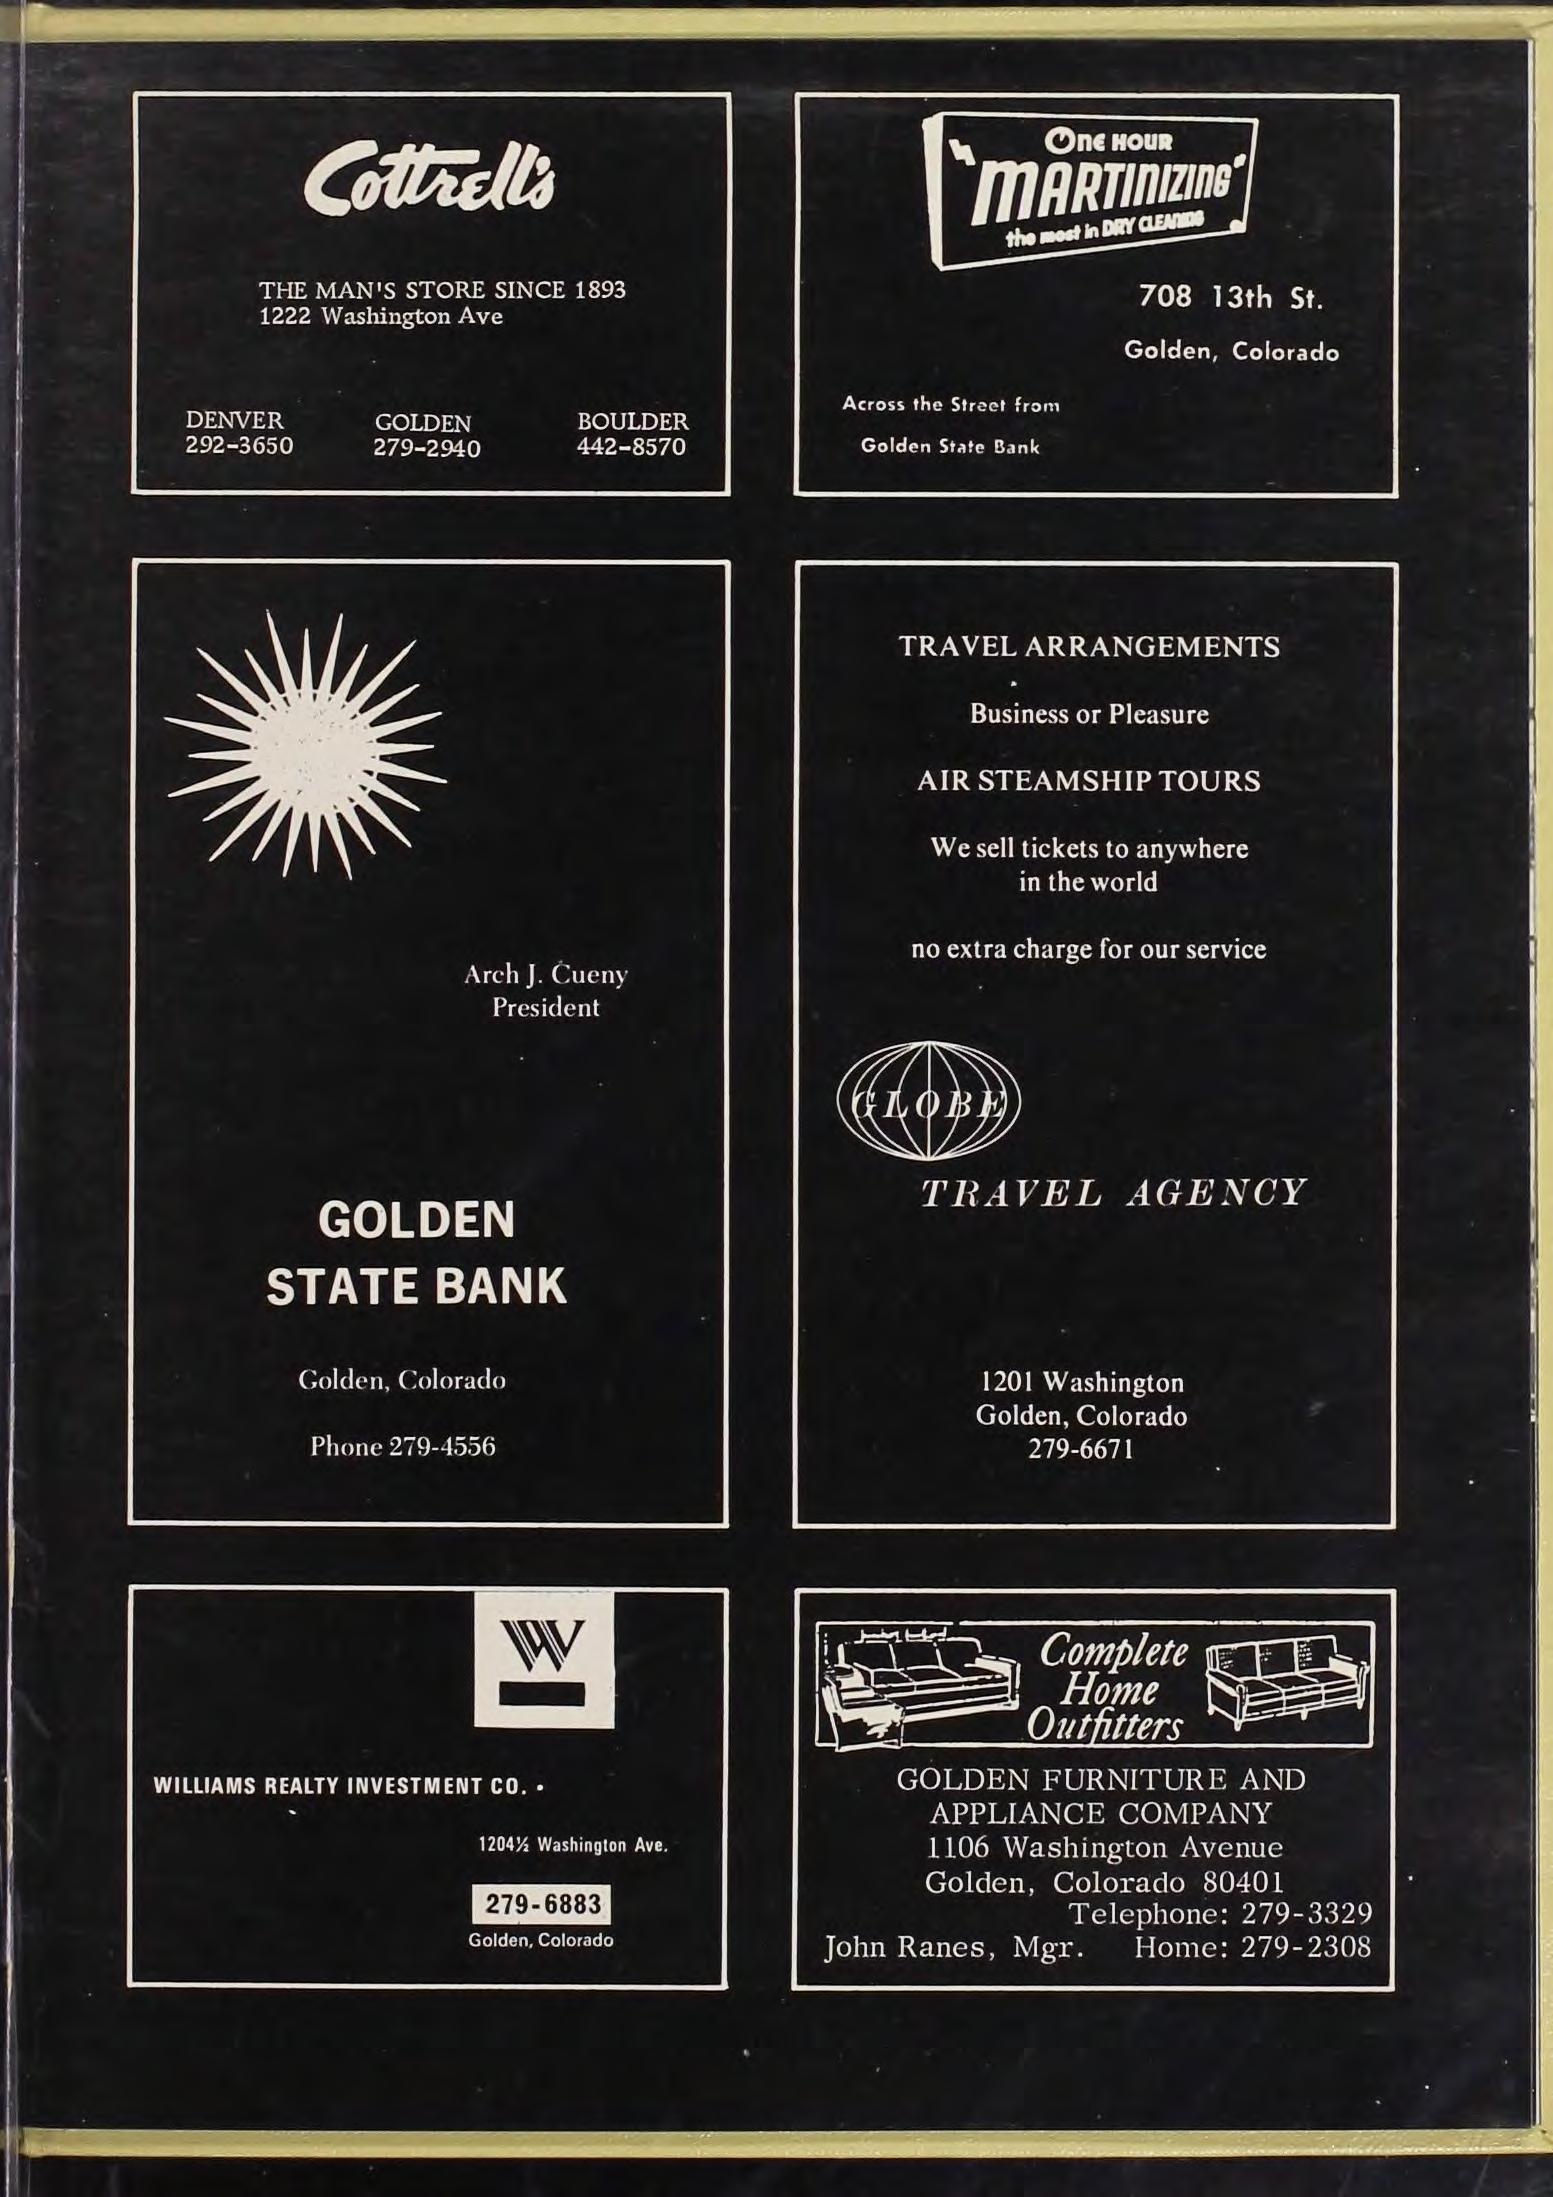 Cottrell's
THE MAN'S STORE SINCE 1893
1222 Washington Ave
DENVER GOLDEN BOULDER
292-3650 279-2940 442-8570
One HOUR
"MARTINIZING"
the most in DRY CLEANING
708 13th St.
Golden, Colorado
Across the Street from
Golden State Bank
Arch J. Cueny
President
GOLDEN
STATE BANK
Golden, Colorado
Phone 279-4556
TRAVEL ARRANGEMENTS
Business or Pleasure
AIR STEAMSHIP TOURS
We sell tickets to anywhere
in the world
no extra charge for our service
GLOBE
TRAVEL AGENCY
1201 Washington
Golden, Colorado
279-6671
W
WILLIAMS REALTY INVESTMENT CO. •
1204½ Washington Ave.
279-6883
Golden, Colorado
Complete
Home
Outfitters
GOLDEN FURNITURE AND
APPLIANCE COMPANY
1106 Washington Avenue
Golden, Colorado 80401
Telephone: 279-3329
John Ranes, Mgr. Home: 279-2308